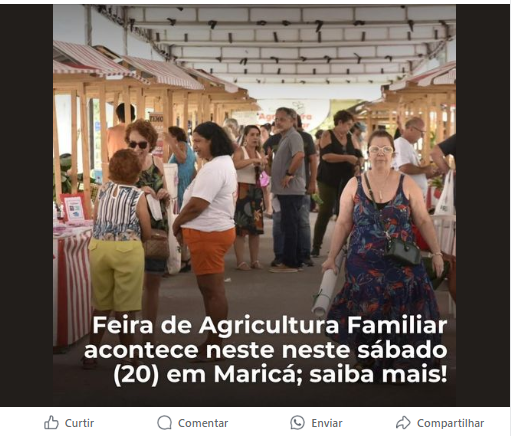 Feira de Agricultura Familiar
acontece neste neste sábado
(20) em Maricá; saiba mais!
Curtir
Comentar
Enviar
Compartilhar